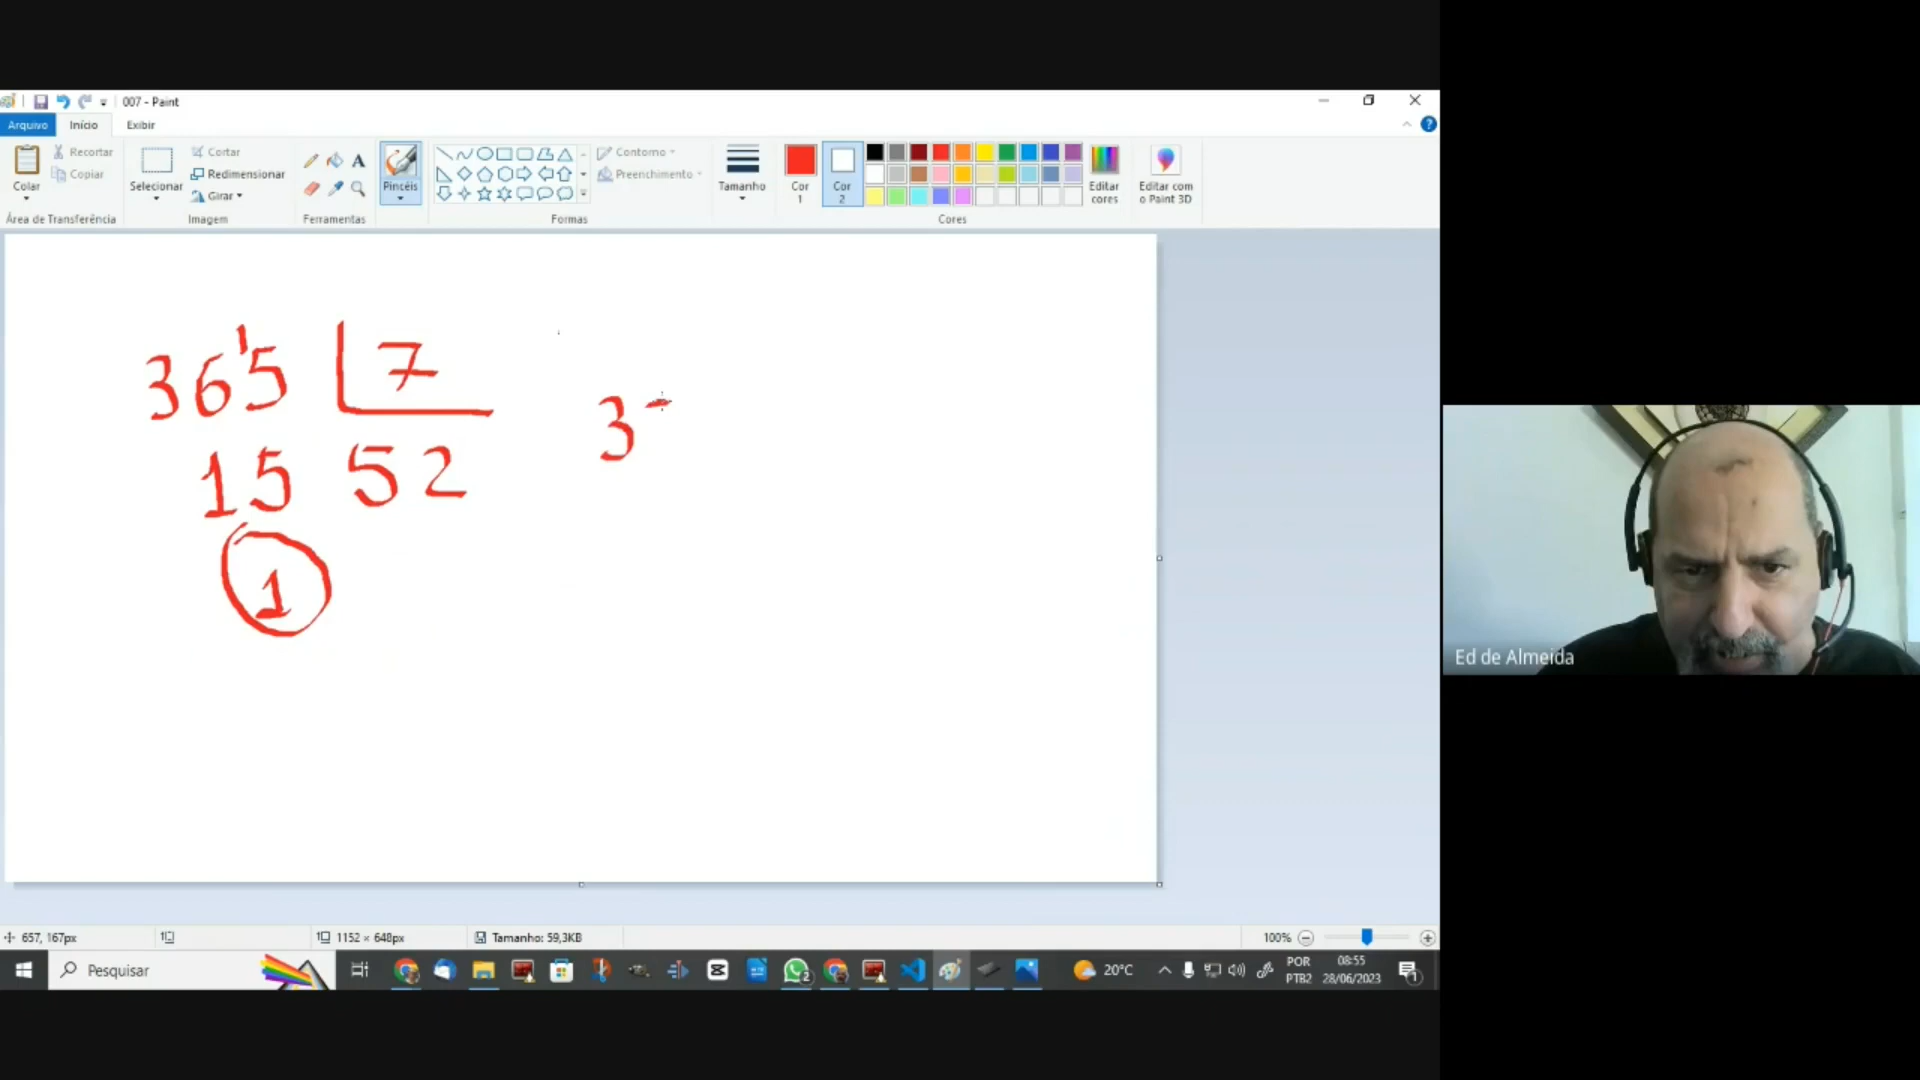 007 - Paint
Arquivo Início Exibir
Colar
Recortar
Copiar
Área de Transferência
Selecionar
Cortar
Redimensionar
Girar
Imagem
A
Ferramentas
Pincéis
Contorno
Preenchimento
Formas
Tamanho
Cor
1
Cor
2
Editar
cores
Cores
Editar com
o Paint 3D
365 1 7
15 52
1
3
Ed de Almeida
657, 167px
1152 × 648px
Tamanho: 59,3KB
100%
Pesquisar
2
20°C
POR
PTB2
08:55
28/06/2023
1